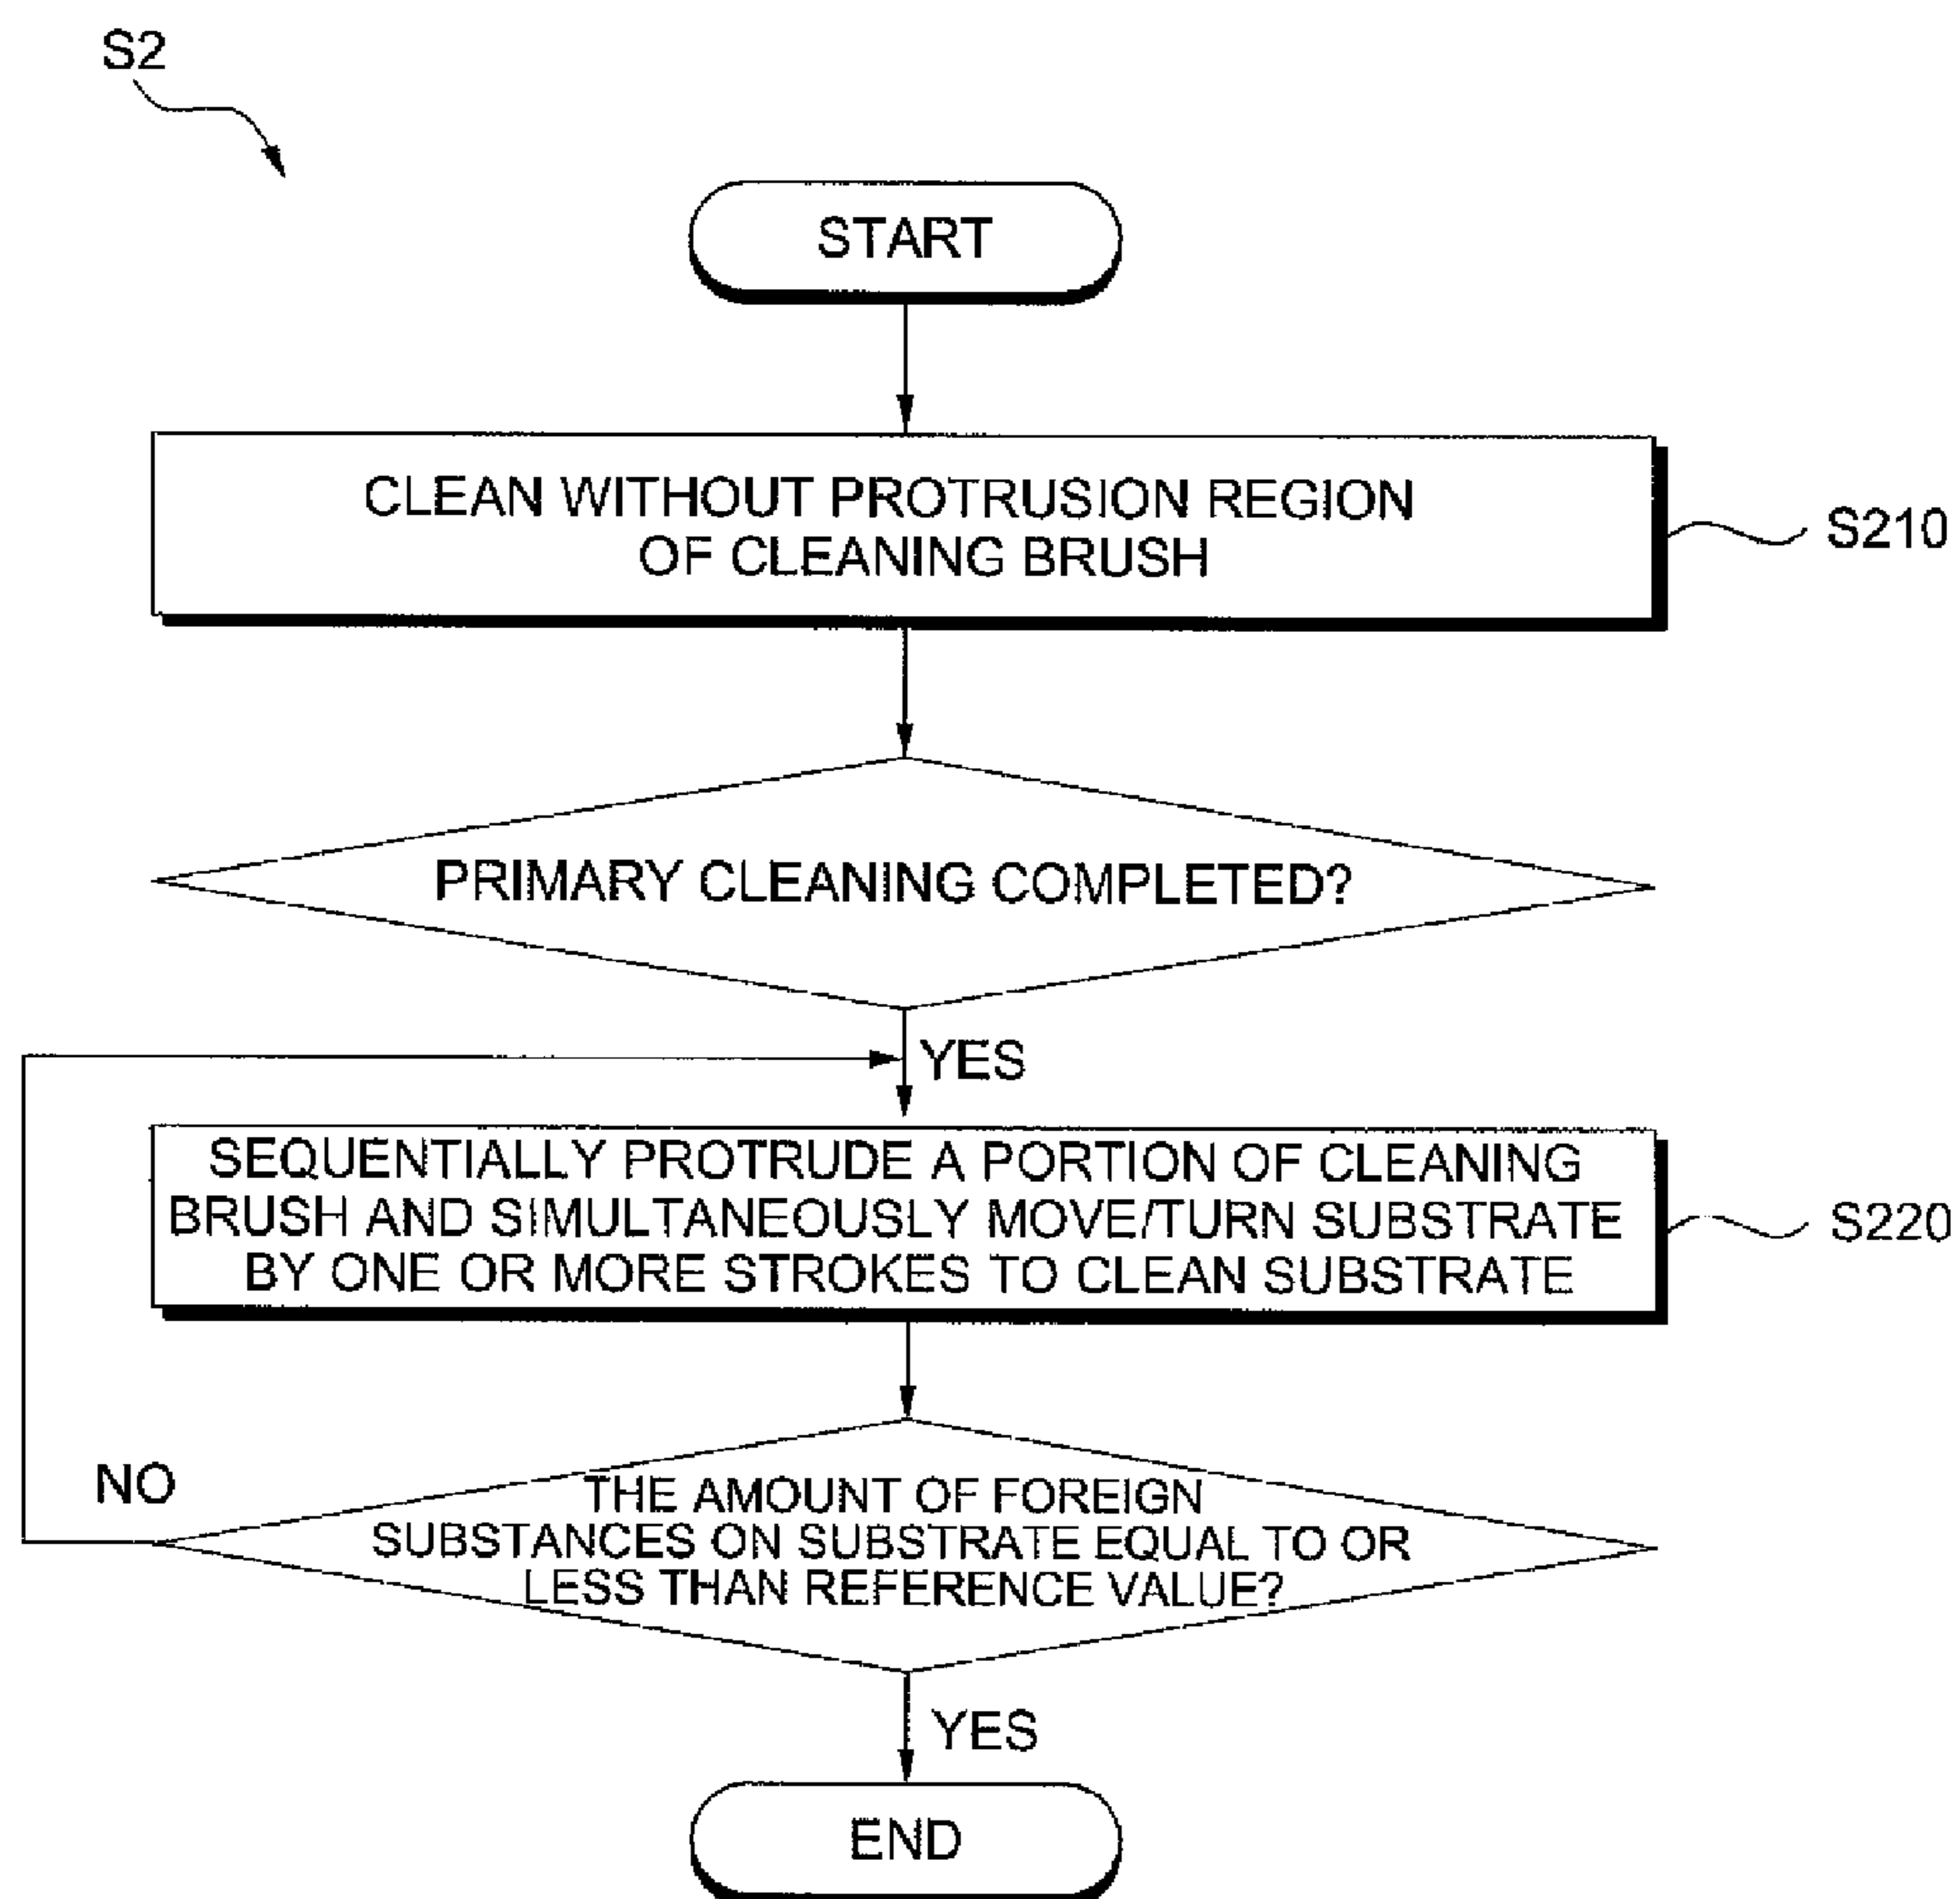 S2
START
CLEAN WITHOUT PROTRUSION REGION
OF CLEANING BRUSH
S210
PRIMARY CLEANING COMPLETED?
YES
SEQUENTIALLY PROTRUDE A PORTION OF CLEANING
BRUSH AND SIMULTANEOUSLY MOVE/TURN SUBSTRATE
BY ONE OR MORE STROKES TO CLEAN SUBSTRATE
S220
NO
THE AMOUNT OF FOREIGN
SUBSTANCES ON SUBSTRATE EQUAL TO OR
LESS THAN REFERENCE VALUE?
YES
END